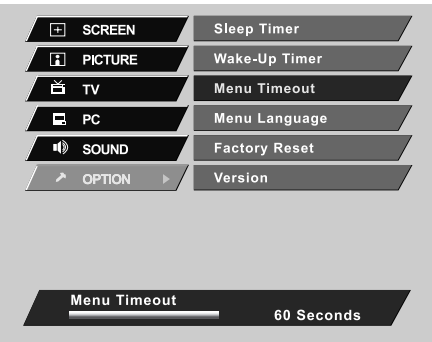 SCREEN
PICTURE
TV
PC
SOUND
OPTION
Sleep Timer
Wake-Up Timer
Menu Timeout
Menu Language
Factory Reset
Version
Menu Timeout
60 Seconds